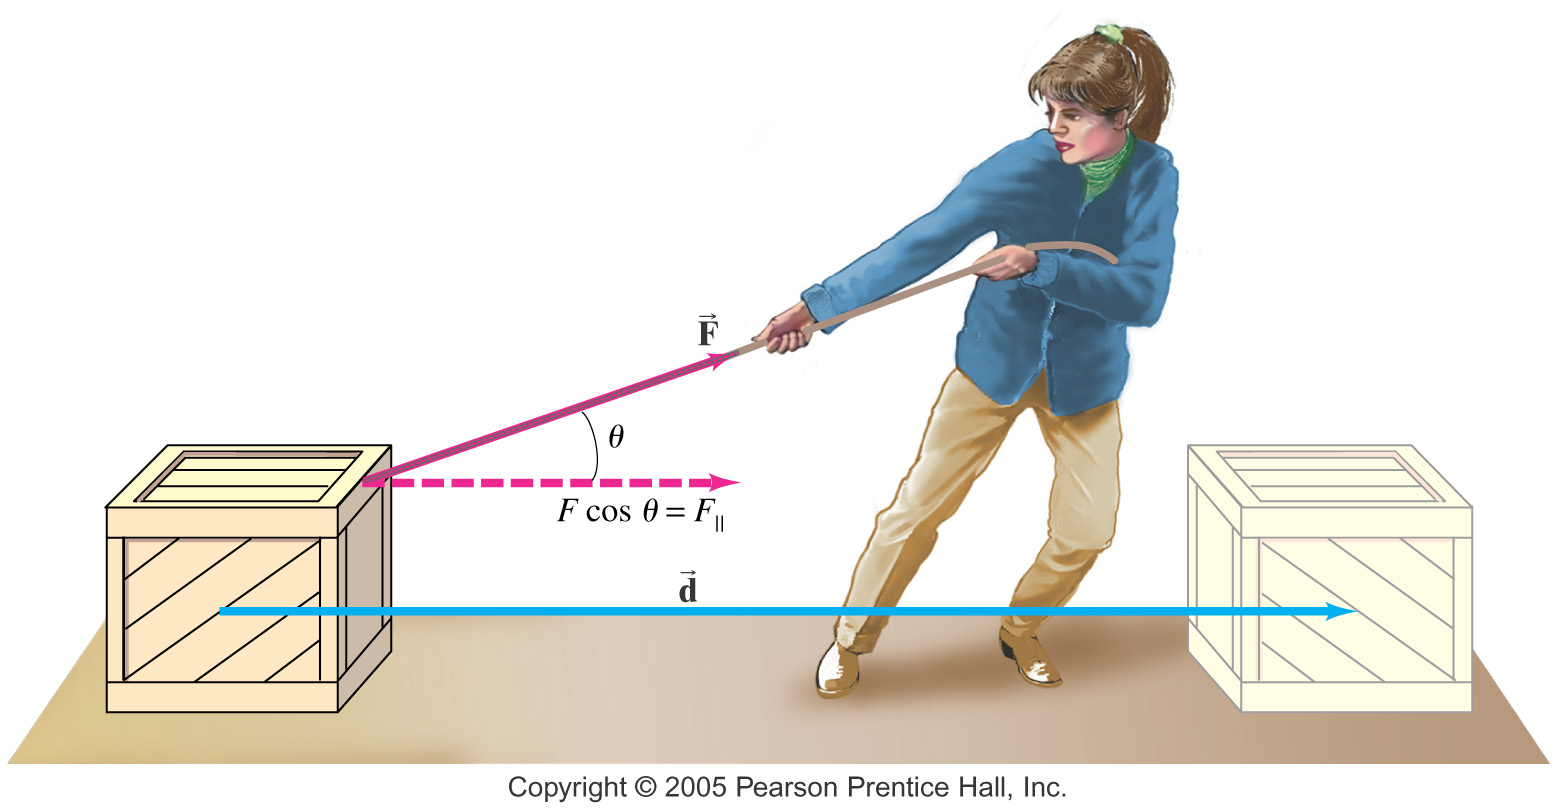 F⃗
θ
F cos θ = F∥
d⃗
Copyright © 2005 Pearson Prentice Hall, Inc.